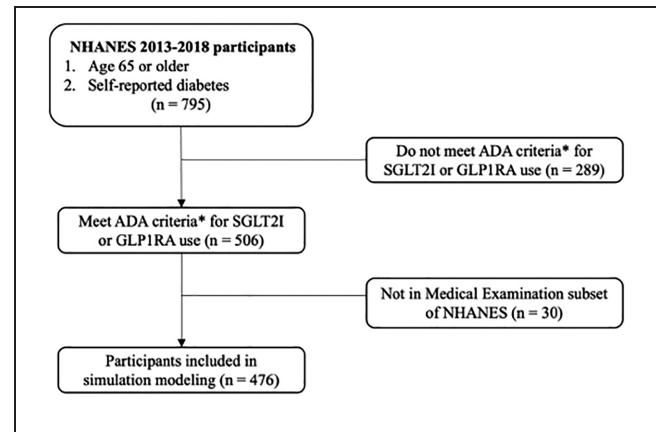 NHANES 2013-2018 participants
1. Age 65 or older
2. Self-reported diabetes
(n = 795)
Do not meet ADA criteria* for
SGLT2I or GLP1RA use (n = 289)
Meet ADA criteria* for SGLT2I
or GLP1RA use (n = 506)
Not in Medical Examination subset
of NHANES (n = 30)
Participants included in
simulation modeling (n = 476)